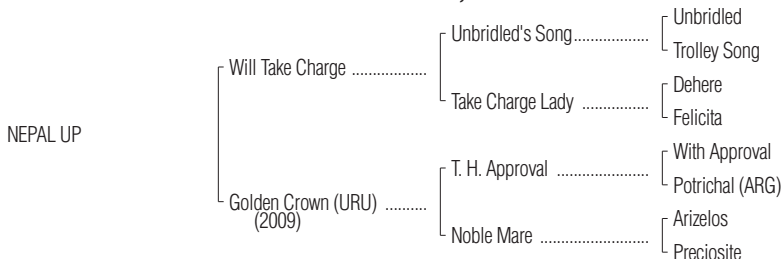 Unbridled
Unbridled's Song..................
Trolley Song
Will Take Charge ..................
Dehere
Take Charge Lady ................
Felicita
NEPAL UP
With Approval
T. H. Approval ......................
Potrichal (ARG)
Golden Crown (URU) ..........
(2009)
Arizelos
Noble Mare ..........................
Preciosite